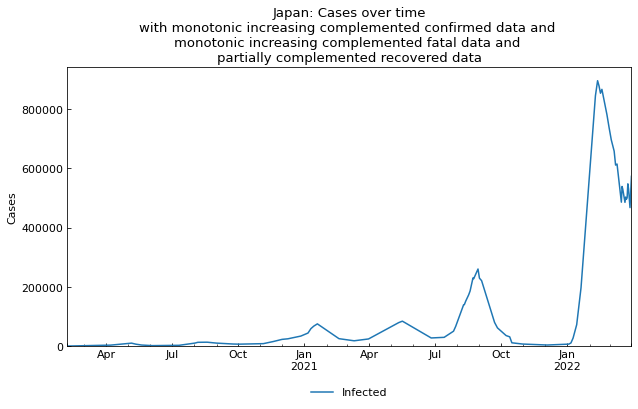 Japan: Cases over time
with monotonic increasing complemented confirmed data and
monotonic increasing complemented fatal data and
partially complemented recovered data
800000
600000
400000
200000
0
Cases
Apr Jul Oct Jan Apr Jul Oct Jan
2021 2022
Infected